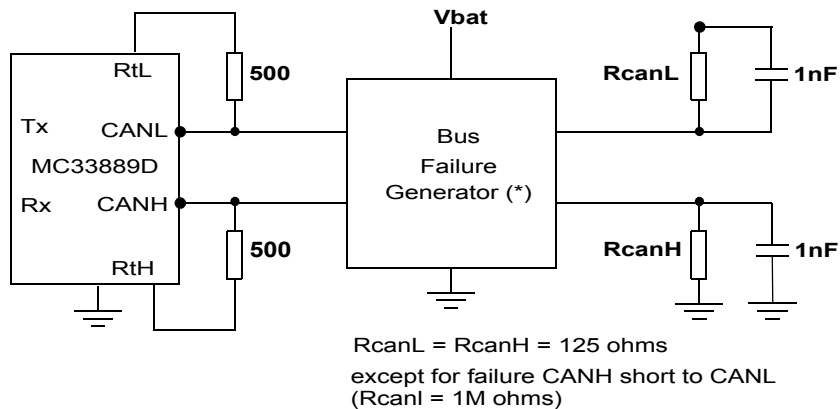 Vbat
RtL
500
RcanL
1nF
Tx
CANL
Bus
Failure
Generator (*)
MC33889D
Rx
CANH
RtH
500
RcanH
1nF
RcanL = RcanH = 125 ohms
except for failure CANH short to CANL
(Rcanl = 1M ohms)